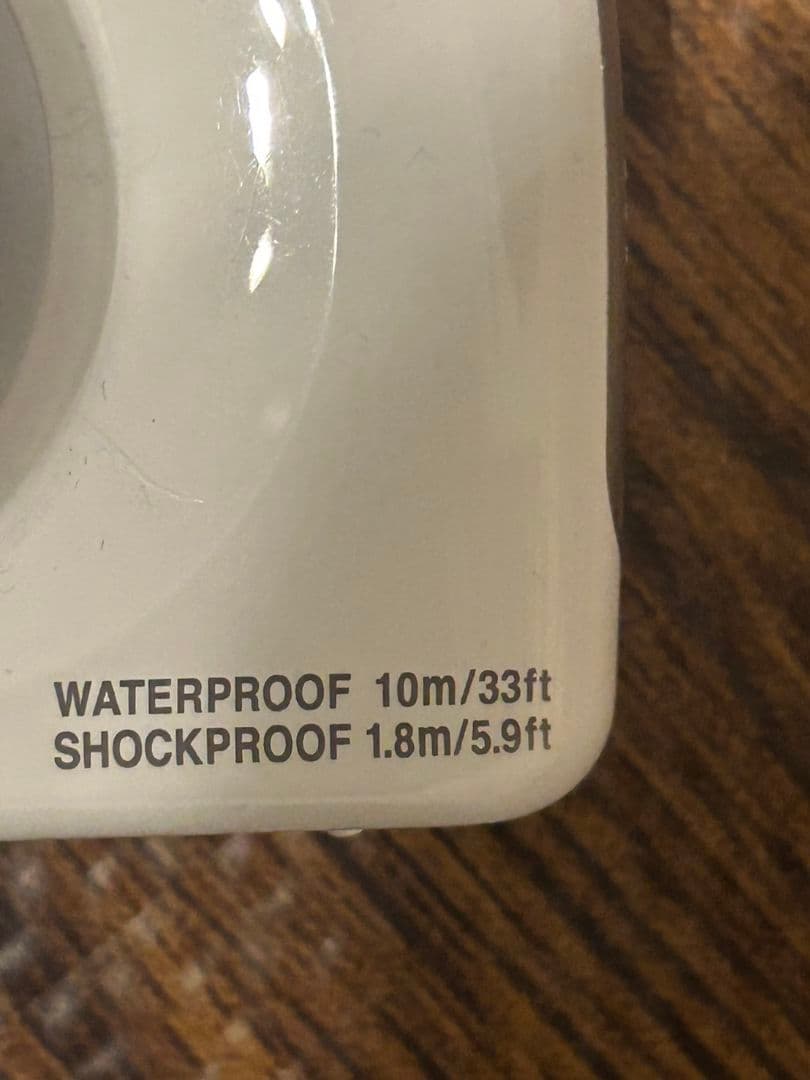 WATERPROOF 10m/33ft
SHOCKPROOF 1.8m/5.9ft